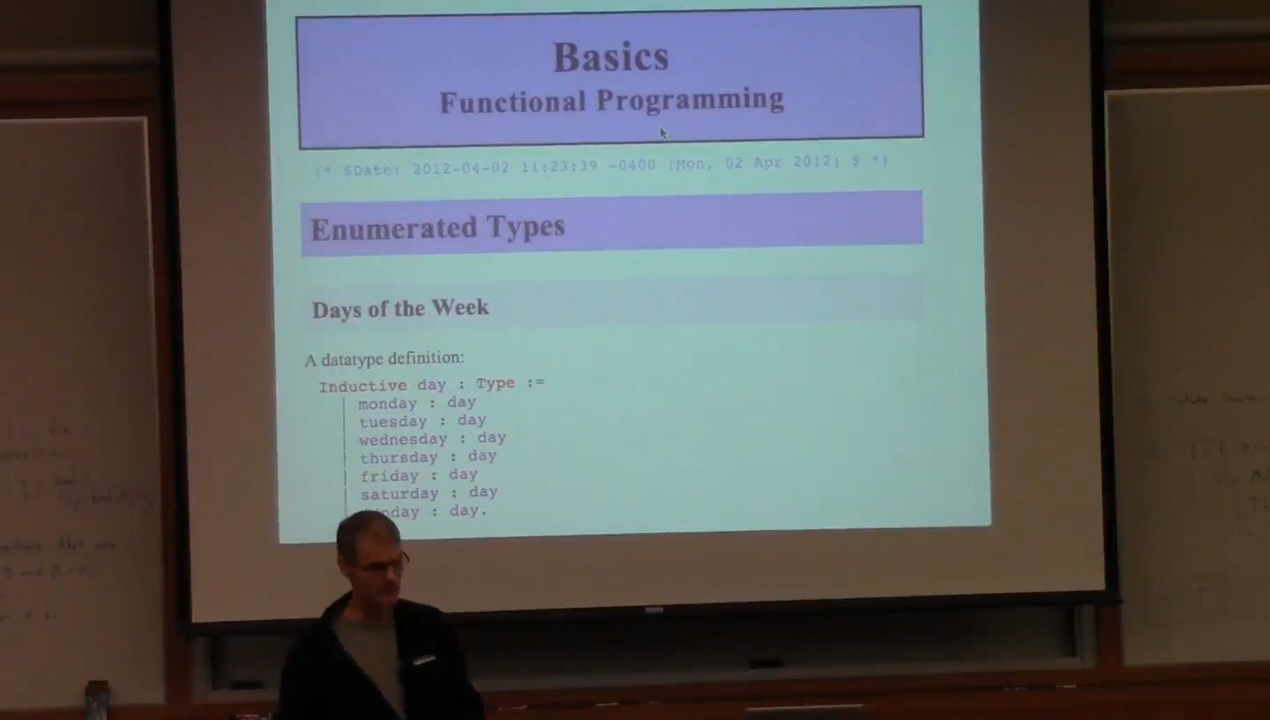 Basics
Functional Programming
(* $Date: 2012-04-02 11:23:39 -0400 (Mon, 02 Apr 2012) $ *)
Enumerated Types
Days of the Week
A datatype definition:
Inductive day : Type :=
| monday : day
| tuesday : day
| wednesday : day
| thursday : day
| friday : day
| saturday : day
nday : day.